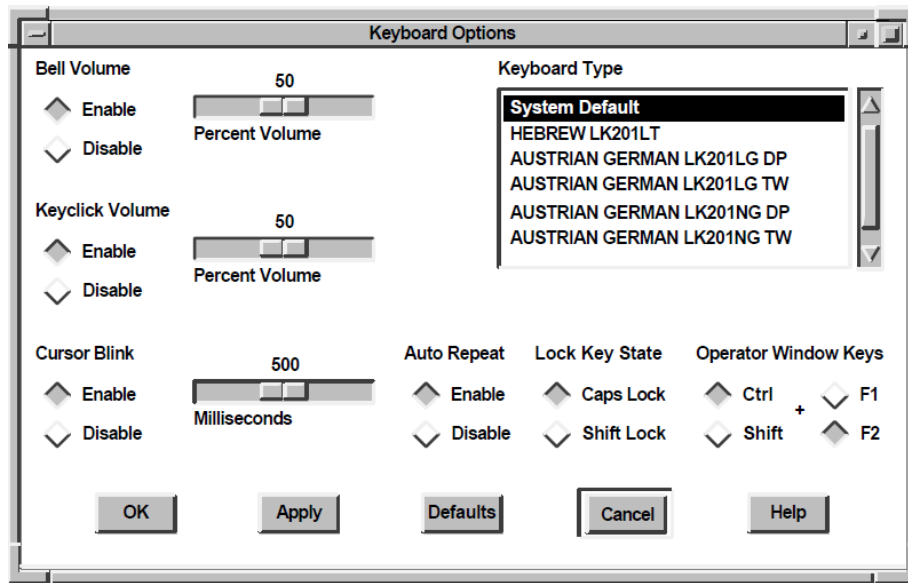 Keyboard Options
Bell Volume
50
Enable
Percent Volume
Disable
Keyboard Type
System Default
HEBREW LK201LT
AUSTRIAN GERMAN LK201LG DP
AUSTRIAN GERMAN LK201LG TW
AUSTRIAN GERMAN LK201NG DP
AUSTRIAN GERMAN LK201NG TW
Keyclick Volume
50
Enable
Percent Volume
Disable
Cursor Blink
500
Enable
Milliseconds
Disable
Auto Repeat
Enable
Disable
Lock Key State
Caps Lock
Shift Lock
Operator Window Keys
Ctrl + F1
Shift F2
OK Apply Defaults Cancel Help